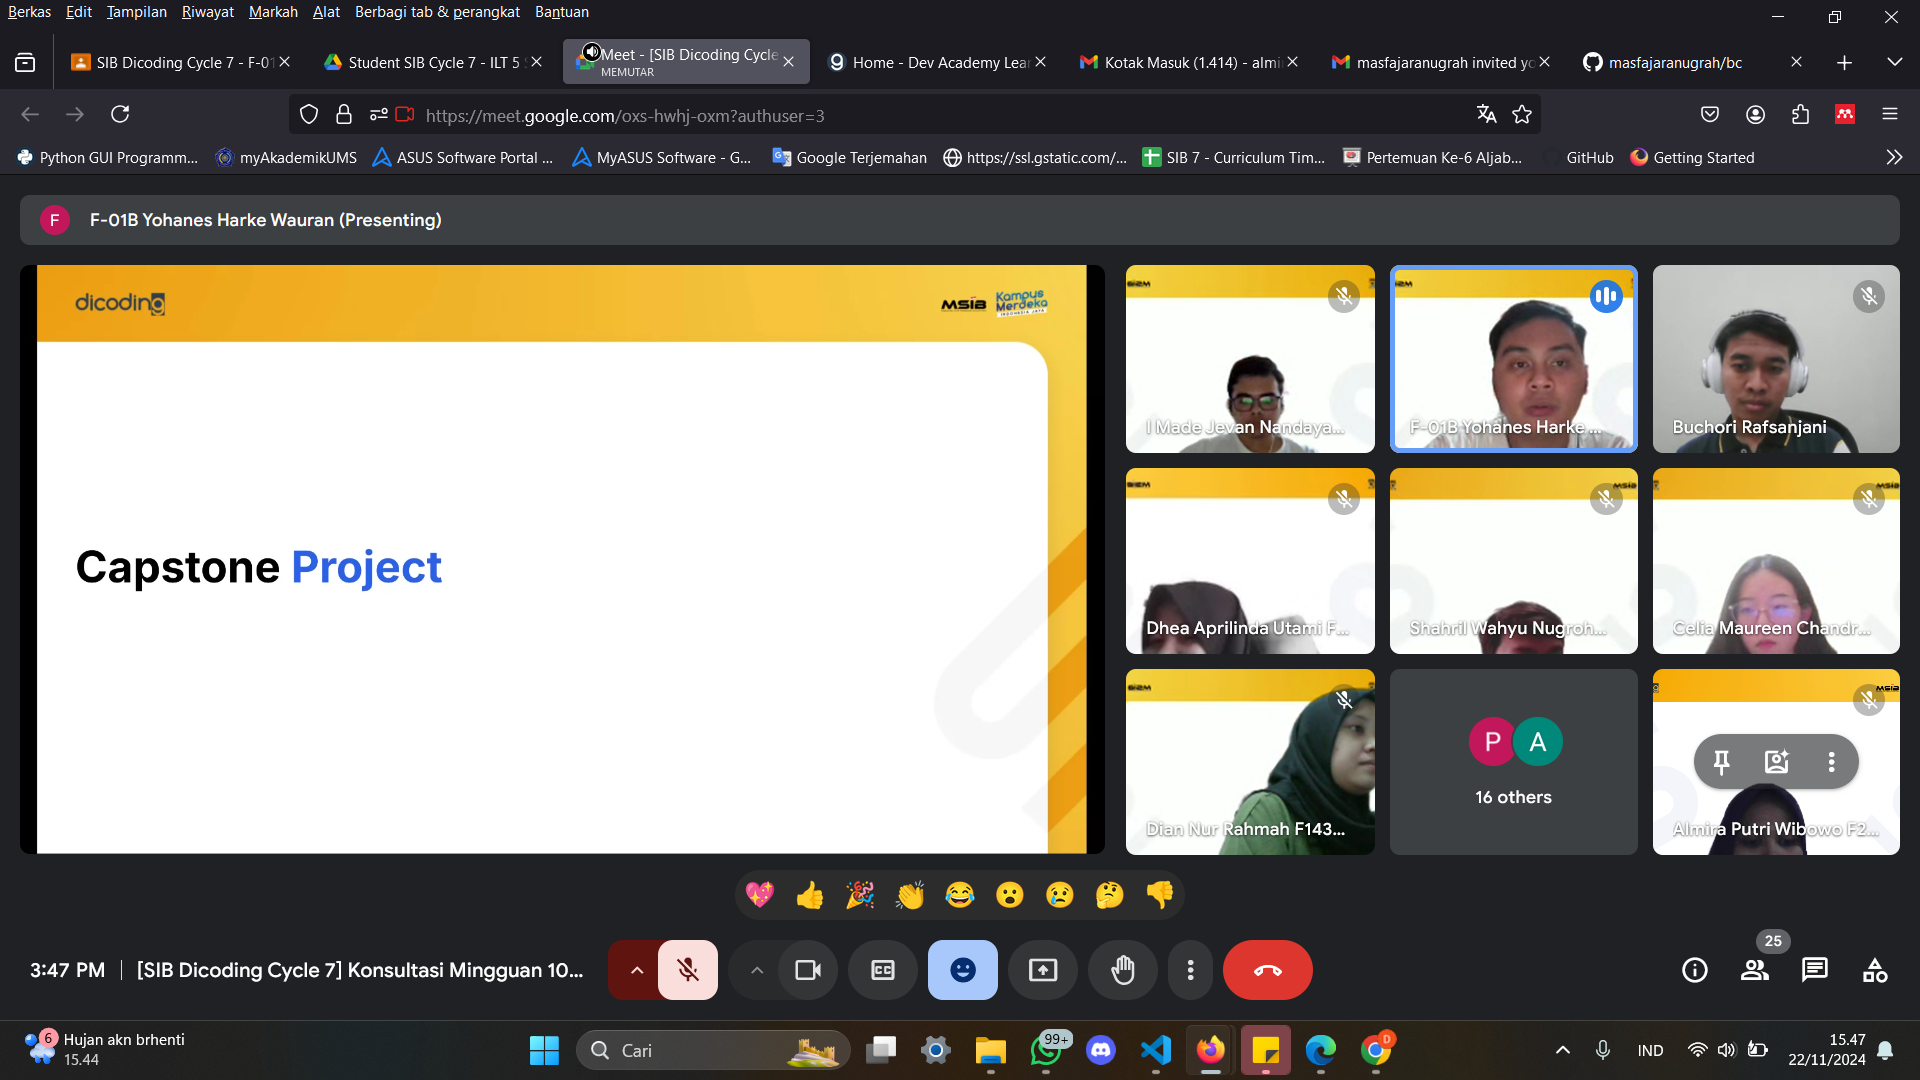 Berkas Edit Tampilan Riwayat Markah Alat Berbagi tab & perangkat Bantuan
SIB Dicoding Cycle 7 - F-01
Student SIB Cycle 7 - ILT 5
Meet - [SIB Dicoding Cycle
MEMUTAR
Home - Dev Academy Lear
Kotak Masuk (1.414) - almi
masfajaranugrah invited yo
masfajaranugrah/bc
https://meet.google.com/oxs-hwhj-oxm?authuser=3
Python GUI Programm... myAkademikUMS ASUS Software Portal ... MyASUS Software - G... Google Terjemahan https://ssl.gstatic.com/... SIB 7 - Curriculum Tim... Pertemuan Ke-6 Aljab... GitHub Getting Started
F F-01B Yohanes Harke Wauran (Presenting)
dicoding
MSIB Kampus Merdeka
INDONESIA JAYA
Capstone Project
I Made Jevan Nandaya...
F-01B Yohanes Harke ...
Buchori Rafsanjani
MSIB
Dhea Aprilinda Utami F...
Shahril Wahyu Nugroh...
Celia Maureen Chandr...
Dian Nur Rahmah F143...
P A
16 others
MSIB
Almira Putri Wibowo F2...
3:47 PM [SIB Dicoding Cycle 7] Konsultasi Mingguan 10...
CC
25
6
Hujan akn brhenti
15.44
Cari
99+
D
IND
15.47
22/11/2024